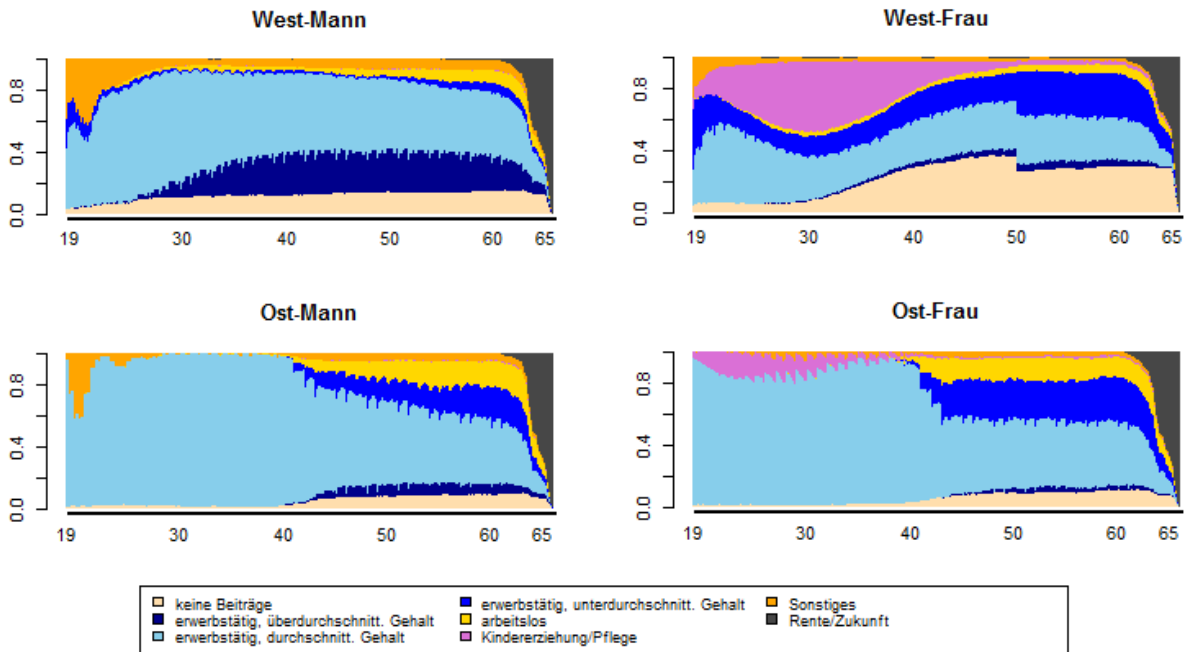 West-Mann
0.0 0.4 0.8
19 30 40 50 60 65
West-Frau
0.0 0.4 0.8
19 30 40 50 60 65
Ost-Mann
0.0 0.4 0.8
19 30 40 50 60 65
Ost-Frau
0.0 0.4 0.8
19 30 40 50 60 65
keine Beiträge
erwerbstätig, überdurchschnitt. Gehalt
erwerbstätig, durchschnitt. Gehalt
erwerbstätig, unterdurchschnitt. Gehalt
arbeitslos
Kindererziehung/Pflege
Sonstiges
Rente/Zukunft